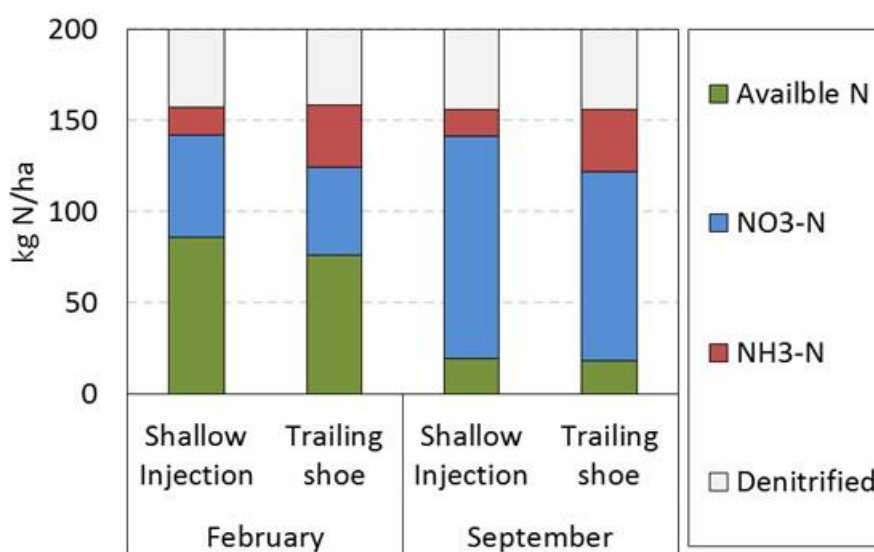 200
150
100
50
0
kg N/ha
Shallow
Injection
Trailing
shoe
Shallow
Injection
Trailing
shoe
February
September
Availble N
NO3-N
NH3-N
Denitrified